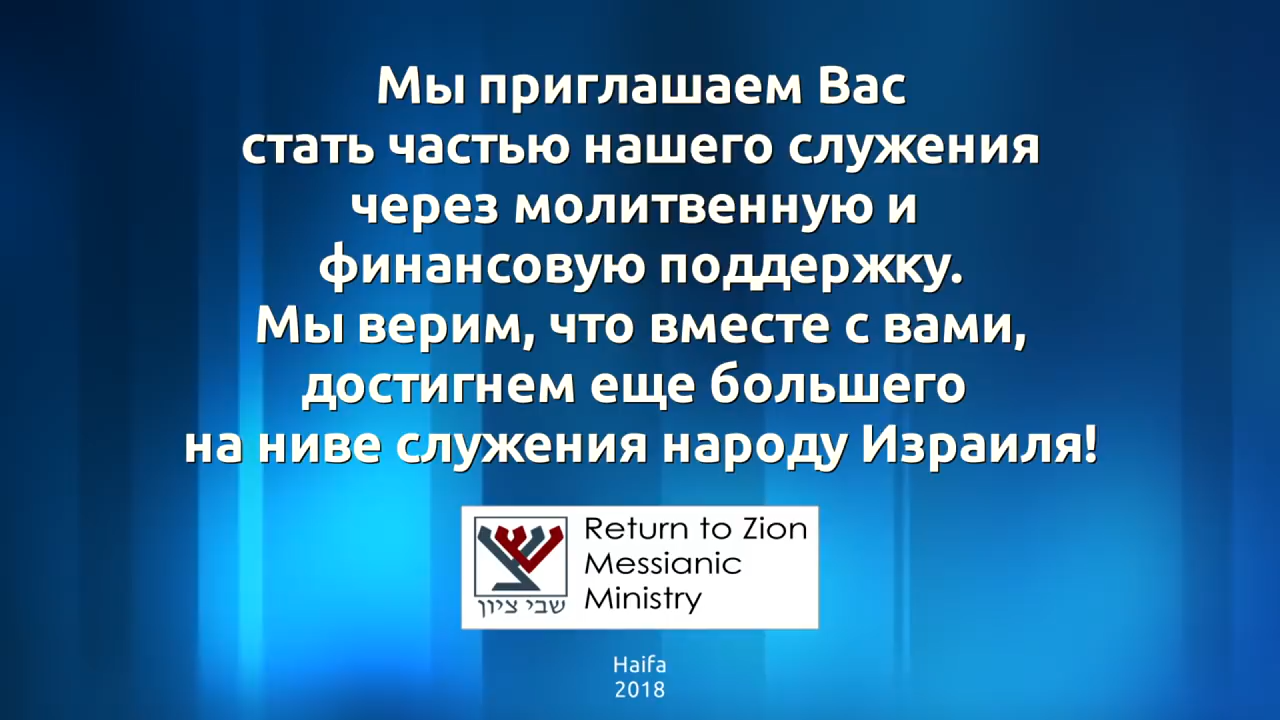 Мы приглашаем Вас
стать частью нашего служения
через молитвенную и
финансовую поддержку.
Мы верим, что вместе с вами,
достигнем еще большего
на ниве служения народу Израиля!
Return to Zion
Messianic
Ministry
שבי ציון
Haifa
2018